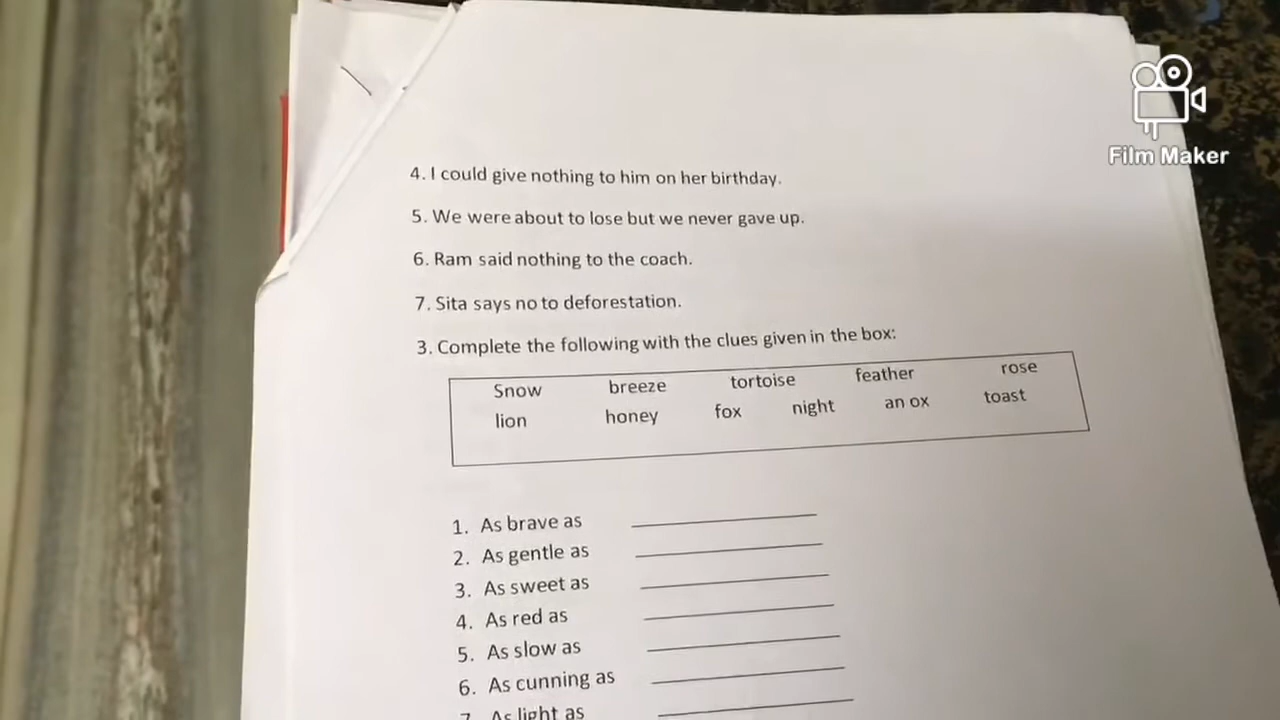 Film Maker
4. I could give nothing to him on her birthday.
5. We were about to lose but we never gave up.
6. Ram said nothing to the coach.
7. Sita says no to deforestation.
3. Complete the following with the clues given in the box:
Snow breeze tortoise feather rose
lion honey fox night an ox toast
1. As brave as
2. As gentle as
3. As sweet as
4. As red as
5. As slow as
6. As cunning as
7. As light as